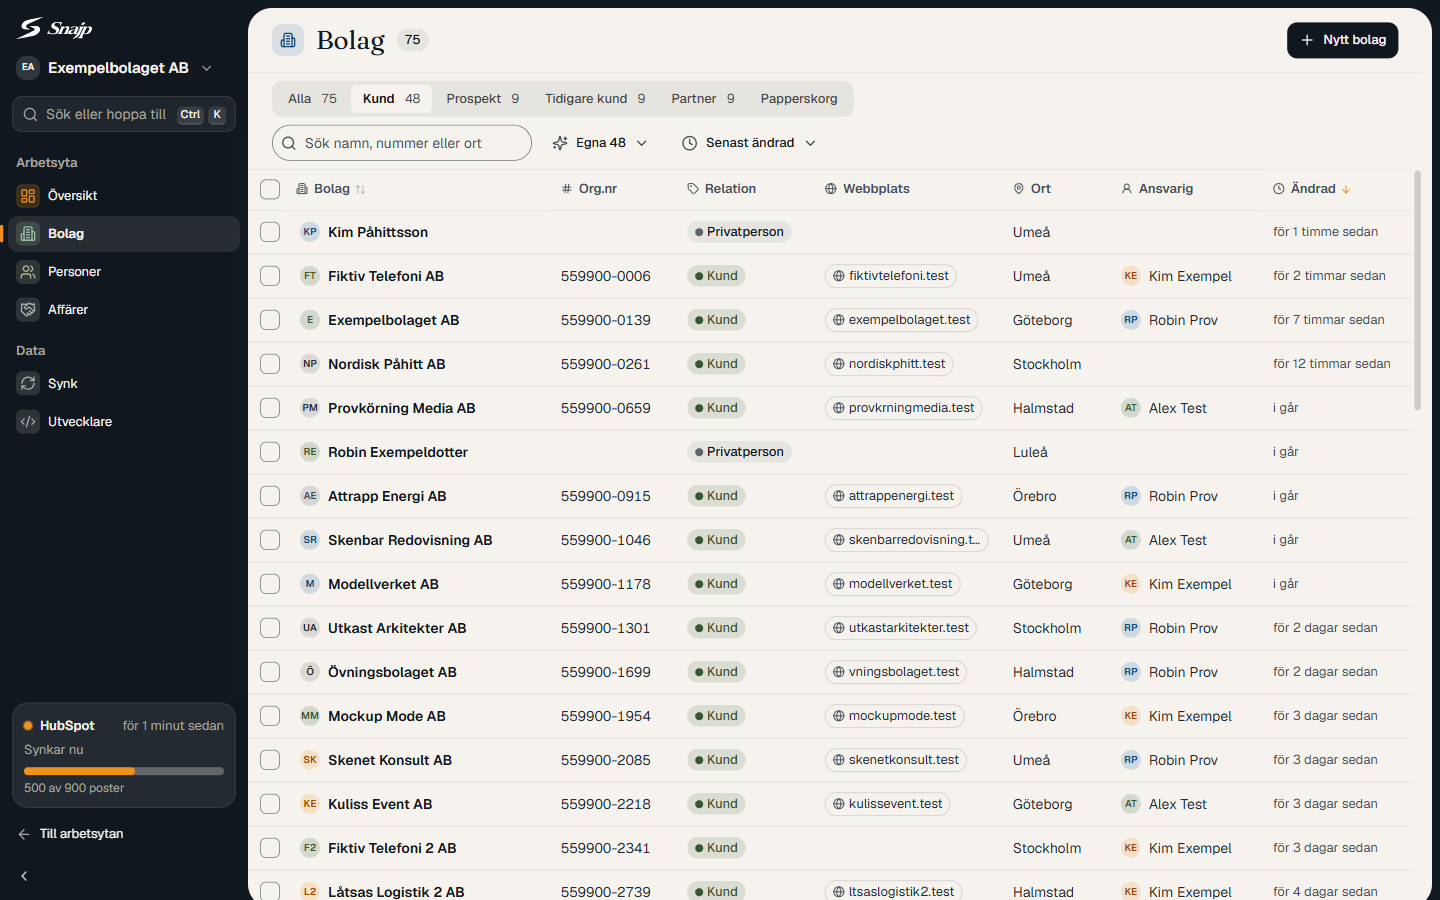 Snajp
EA Exempelbolaget AB
Sök eller hoppa till Ctrl K
Arbetsyta
Översikt
Bolag
Personer
Affärer
Data
Synk
Utvecklare
HubSpot för 1 minut sedan
Synkar nu
500 av 900 poster
Till arbetsytan
Bolag 75
Nytt bolag
Alla 75 Kund 48 Prospekt 9 Tidigare kund 9 Partner 9 Papperskorg
Sök namn, nummer eller ort Egna 48 Senast ändrad
Bolag Org.nr Relation Webbplats Ort Ansvarig Ändrad
KP Kim Påhittsson Privatperson Umeå för 1 timme sedan
FT Fiktiv Telefoni AB 559900-0006 Kund fiktivtelefoni.test Umeå KE Kim Exempel för 2 timmar sedan
E Exempelbolaget AB 559900-0139 Kund exempelbolaget.test Göteborg RP Robin Prov för 7 timmar sedan
NP Nordisk Påhitt AB 559900-0261 Kund nordiskphitt.test Stockholm för 12 timmar sedan
PM Provkörning Media AB 559900-0659 Kund provkrningmedia.test Halmstad AT Alex Test i går
RE Robin Exempeldotter Privatperson Luleå i går
AE Attrapp Energi AB 559900-0915 Kund attrappenergi.test Örebro RP Robin Prov i går
SR Skenbar Redovisning AB 559900-1046 Kund skenbarredovisning.t... Umeå AT Alex Test i går
M Modellverket AB 559900-1178 Kund modellverket.test Göteborg KE Kim Exempel i går
UA Utkast Arkitekter AB 559900-1301 Kund utkastarkitekter.test Stockholm RP Robin Prov för 2 dagar sedan
Ö Övningsbolaget AB 559900-1699 Kund vningsbolaget.test Halmstad RP Robin Prov för 2 dagar sedan
MM Mockup Mode AB 559900-1954 Kund mockupmode.test Örebro KE Kim Exempel för 3 dagar sedan
SK Skenet Konsult AB 559900-2085 Kund skenetkonsult.test Umeå RP Robin Prov för 3 dagar sedan
KE Kuliss Event AB 559900-2218 Kund kulissevent.test Göteborg AT Alex Test för 3 dagar sedan
F2 Fiktiv Telefoni 2 AB 559900-2341 Kund Stockholm KE Kim Exempel för 3 dagar sedan
L2 Låtsas Logistik 2 AB 559900-2739 Kund ltsaslogistik2.test Halmstad KE Kim Exempel för 4 dagar sedan